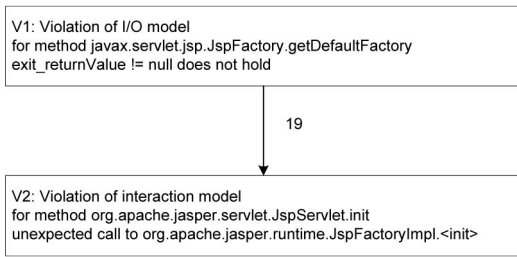 V1: Violation of I/O model
for method javax.servlet.jsp.JspFactory.getDefaultFactory
exit_returnValue != null does not hold
19
V2: Violation of interaction model
for method org.apache.jasper.servlet.JspServlet.init
unexpected call to org.apache.jasper.runtime.JspFactoryImpl.<init>